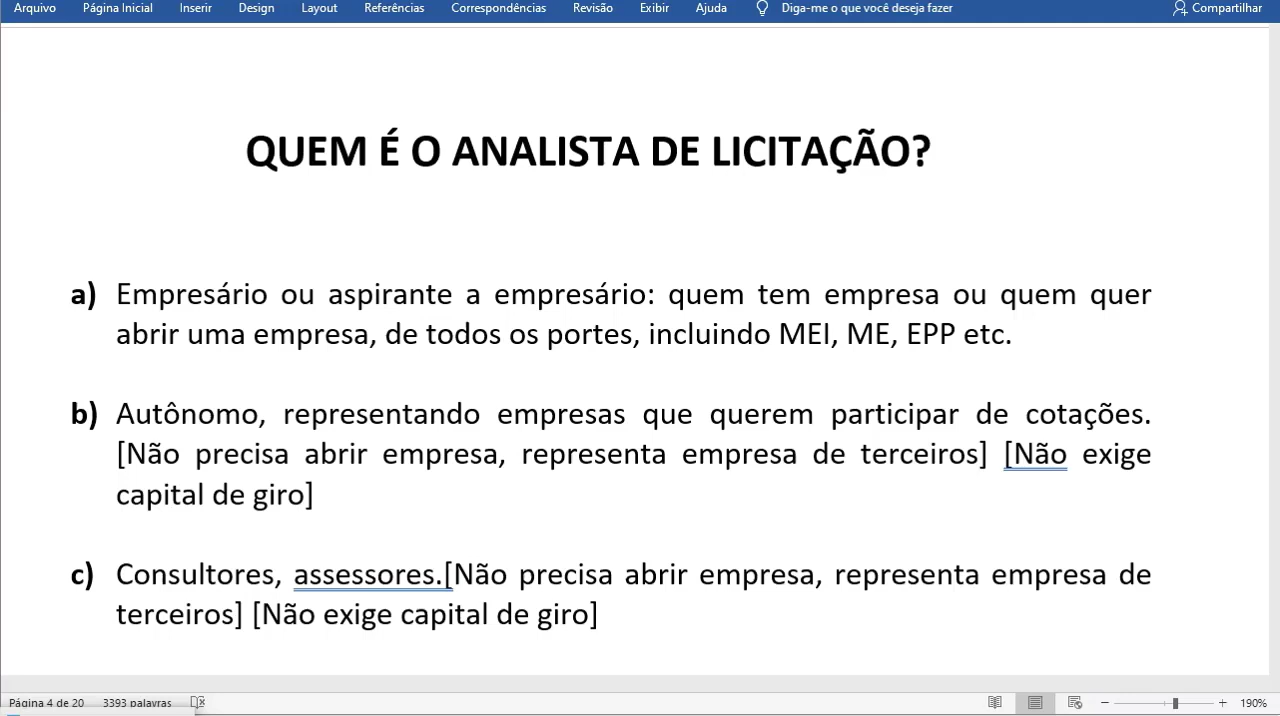 Arquivo Página Inicial Inserir Design Layout Referências Correspondências Revisão Exibir Ajuda Diga-me o que você deseja fazer Compartilhar
QUEM É O ANALISTA DE LICITAÇÃO?
a) Empresário ou aspirante a empresário: quem tem empresa ou quem quer
abrir uma empresa, de todos os portes, incluindo MEI, ME, EPP etc.
b) Autônomo, representando empresas que querem participar de cotações.
[Não precisa abrir empresa, representa empresa de terceiros] [Não exige
capital de giro]
c) Consultores, assessores.[Não precisa abrir empresa, representa empresa de
terceiros] [Não exige capital de giro]
Página 4 de 20 3393 palavras 190%